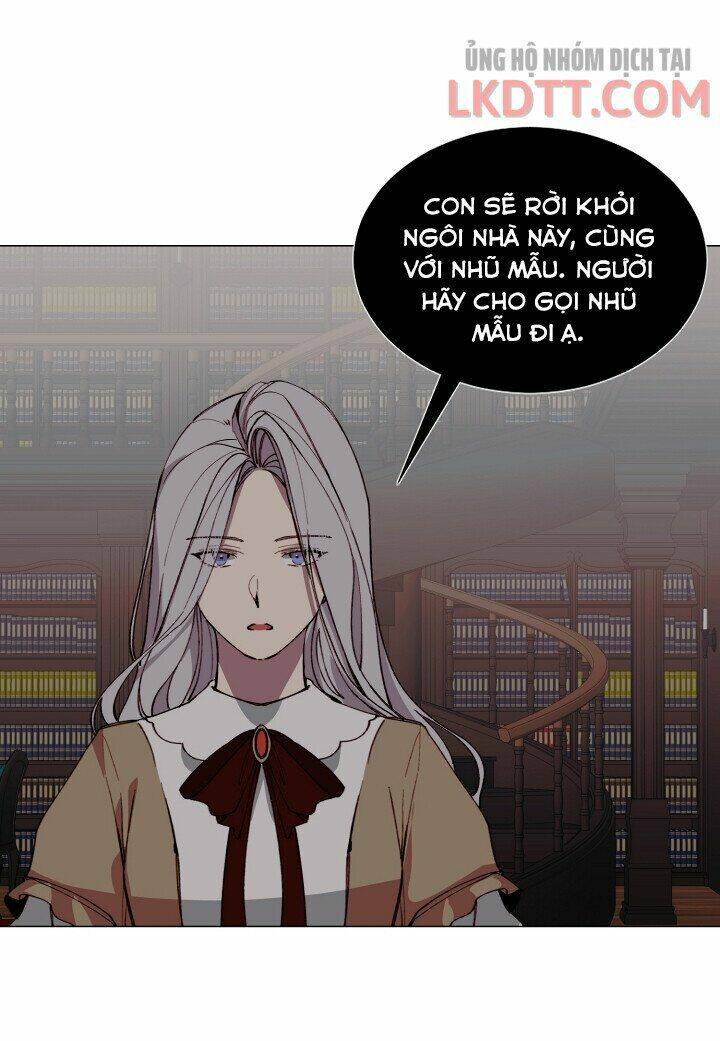 ỦNG HỘ NHÓM DỊCH TẠI
LKDTT.COM
CON SẼ RỜI KHỎI
NGÔI NHÀ NÀY, CÙNG
VỚI NHŨ MẪU. NGƯỜI
HÃY CHO GỌI NHŨ
MẪU ĐI Ạ.